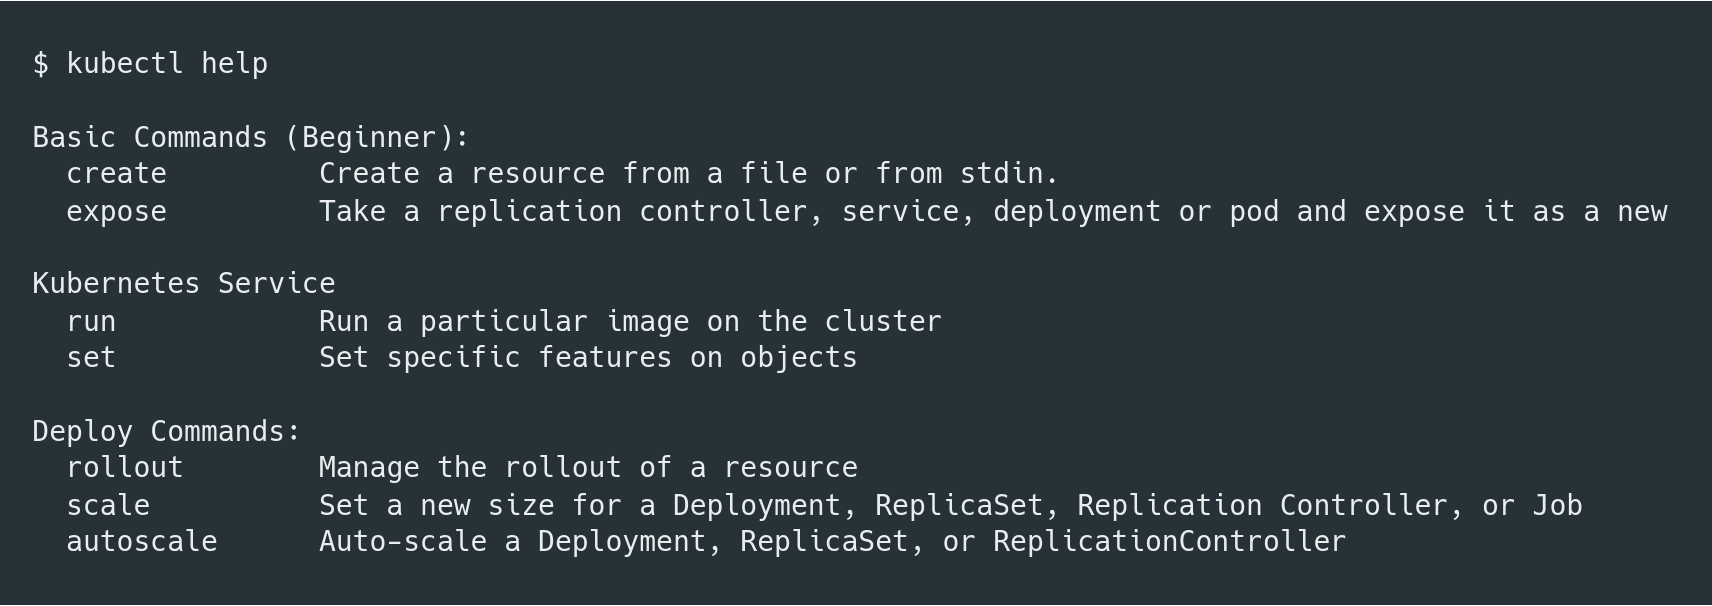 $ kubectl help
Basic Commands (Beginner):
create Create a resource from a file or from stdin.
expose Take a replication controller, service, deployment or pod and expose it as a new
Kubernetes Service
run Run a particular image on the cluster
set Set specific features on objects
Deploy Commands:
rollout Manage the rollout of a resource
scale Set a new size for a Deployment, ReplicaSet, Replication Controller, or Job
autoscale Auto-scale a Deployment, ReplicaSet, or ReplicationController